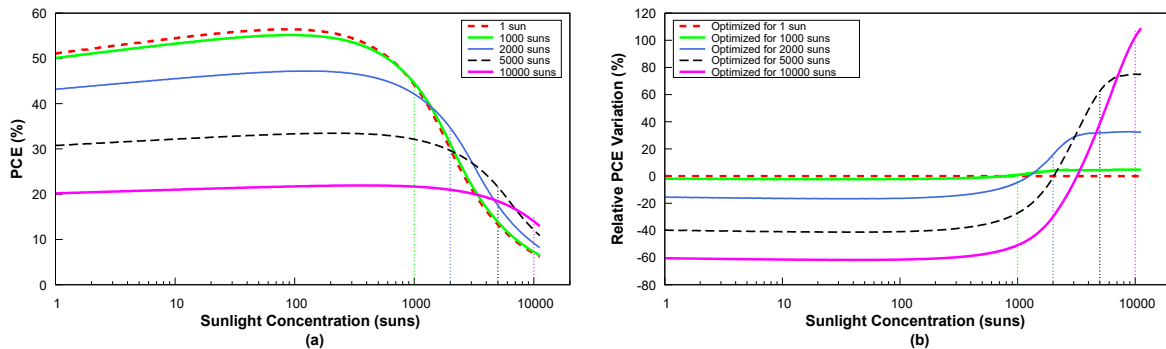 60
50
40
30
20
10
0
PCE (%)
1 sun
1000 suns
2000 suns
5000 suns
10000 suns
1
10
100
1000
10000
Sunlight Concentration (suns)
(a)
120
100
80
60
40
20
0
-20
-40
-60
-80
Relative PCE Variation (%)
Optimized for 1 sun
Optimized for 1000 suns
Optimized for 2000 suns
Optimized for 5000 suns
Optimized for 10000 suns
1
10
100
1000
10000
Sunlight Concentration (suns)
(b)